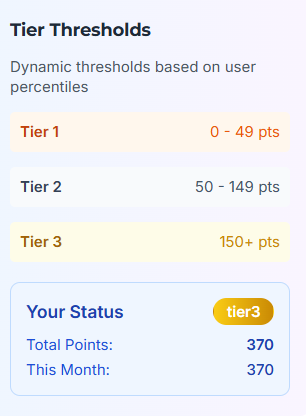 Tier Thresholds
Dynamic thresholds based on user
percentiles
Tier 1 0 - 49 pts
Tier 2 50 - 149 pts
Tier 3 150+ pts
Your Status tier3
Total Points: 370
This Month: 370